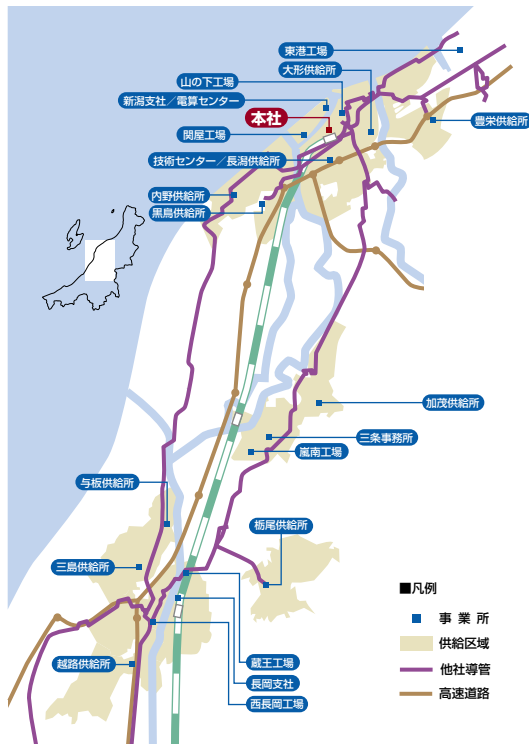 東港工場
大形供給所
山の下工場
新潟支社／電算センター
本社
豊栄供給所
関屋工場
技術センター／長潟供給所
内野供給所
黒鳥供給所
加茂供給所
三条事務所
嵐南工場
与板供給所
栃尾供給所
三島供給所
越路供給所
蔵王工場
長岡支社
西長岡工場
■凡例
事業所
供給区域
他社導管
高速道路